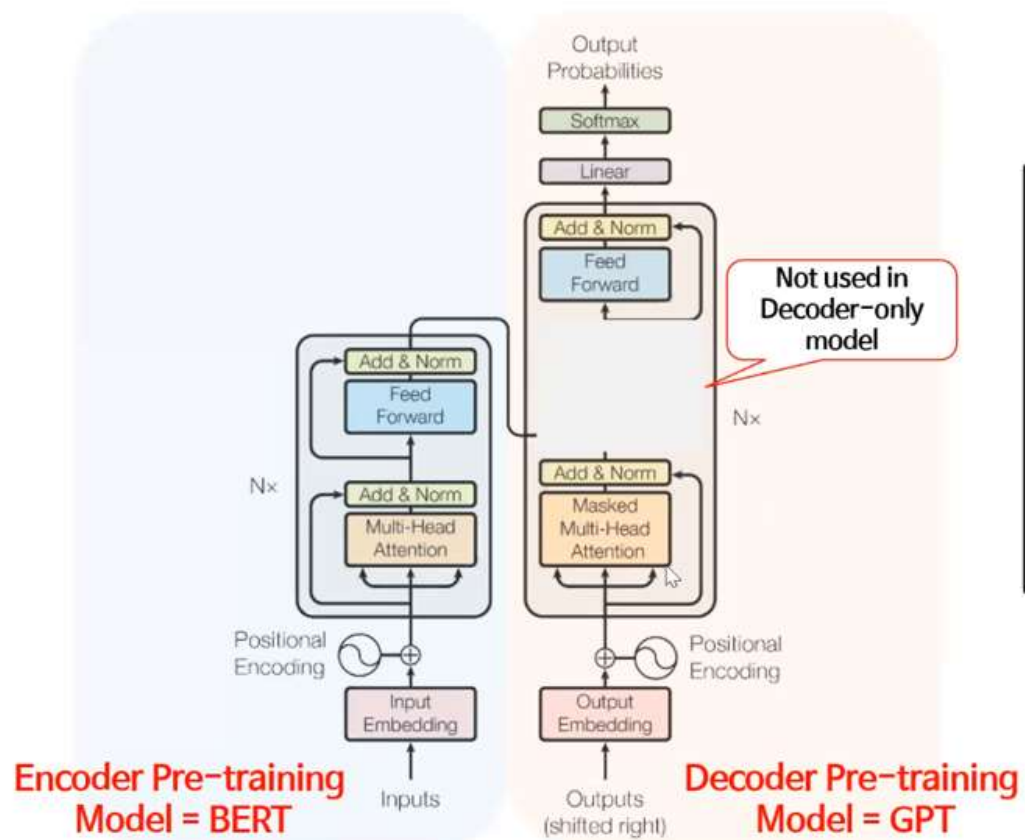 Output
Probabilities
Softmax
Linear
Add & Norm
Feed
Forward
Not used in
Decoder-only
model
Add & Norm
Feed
Forward
Nx
Nx
Add & Norm
Multi-Head
Attention
Add & Norm
Masked
Multi-Head
Attention
Positional
Encoding
Positional
Encoding
Input
Embedding
Output
Embedding
Encoder Pre-training
Model = BERT
Inputs
Outputs
(shifted right)
Decoder Pre-training
Model = GPT